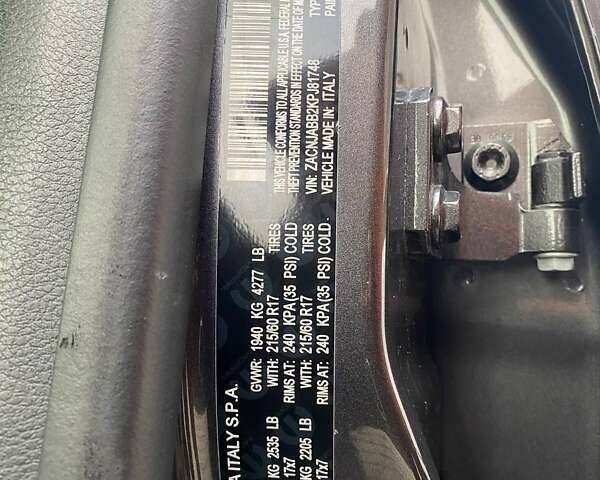 A ITALY S.P.A.
GVWR: 1940 KG 4277 LB
KG 2535 LB WITH: 215/60 R17 TIRES
17x7 RIMS AT: 240 KPA(35 PSI) COLD
KG 2205 LB WITH: 215/60 R17 TIRES
17x7 RIMS AT: 240 KPA(35 PSI) COLD
THIS VEHICLE CONFORMS TO ALL APPLICABLE U.S.A. FEDERAL
THEFT PREVENTION STANDARDS IN EFFECT ON THE DATE OF M
VIN: ZACNJABB2KPJ81748 TYP
VEHICLE MADE IN: ITALY PAI